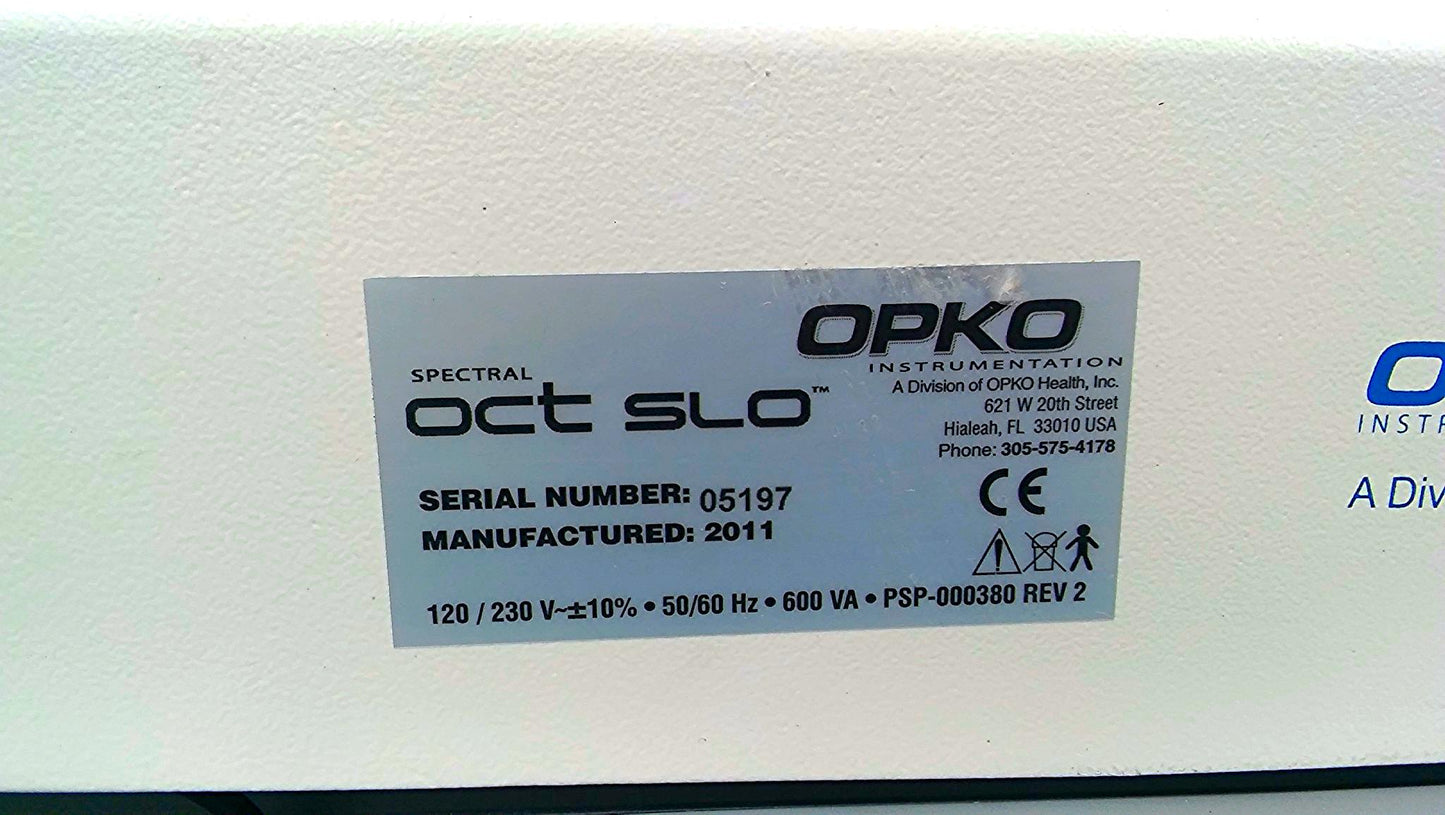 OPKO
INSTRUMENTATION
A Division of OPKO Health, Inc.
621 W 20th Street
Hialeah, FL 33010 USA
Phone: 305-575-4178
SPECTRAL
oct SLO™
SERIAL NUMBER: 05197
MANUFACTURED: 2011
CE
120 / 230 V~±10% • 50/60 Hz • 600 VA • PSP-000380 REV 2
A